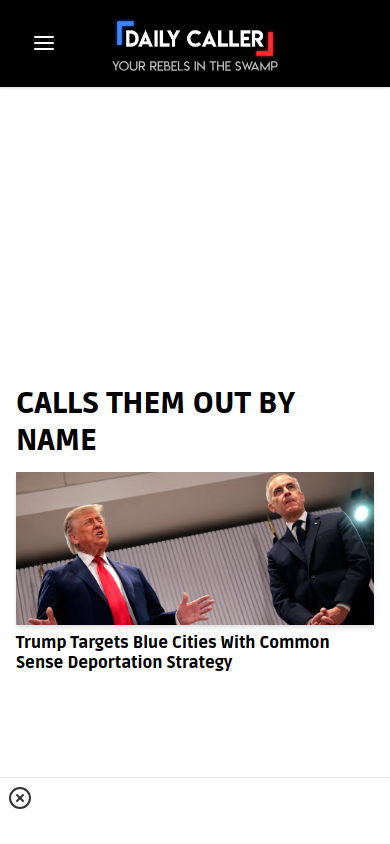 DAILY CALLER
YOUR REBELS IN THE SWAMP
CALLS THEM OUT BY
NAME
Trump Targets Blue Cities With Common
Sense Deportation Strategy